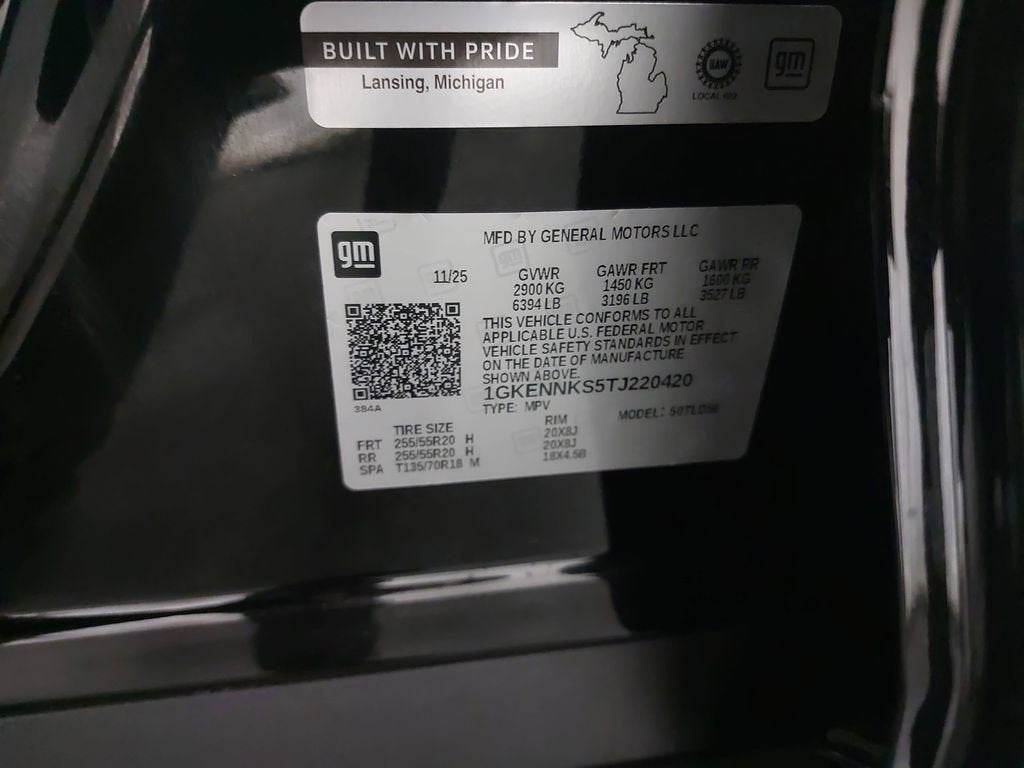 BUILT WITH PRIDE
Lansing, Michigan
UAW
LOCAL 602
gm
gm
MFD BY GENERAL MOTORS LLC
11/25 GVWR GAWR FRT GAWR RR
2900 KG 1450 KG 1600 KG
6394 LB 3196 LB 3527 LB
THIS VEHICLE CONFORMS TO ALL
APPLICABLE U.S. FEDERAL MOTOR
VEHICLE SAFETY STANDARDS IN EFFECT
ON THE DATE OF MANUFACTURE
SHOWN ABOVE.
1GKENNKS5TJ220420
384A
TYPE: MPV MODEL:
TIRE SIZE RIM
FRT 255/55R20 H 20X8J
RR 255/55R20 H 20X8J
SPA T135/70R18 M 18X4.5B